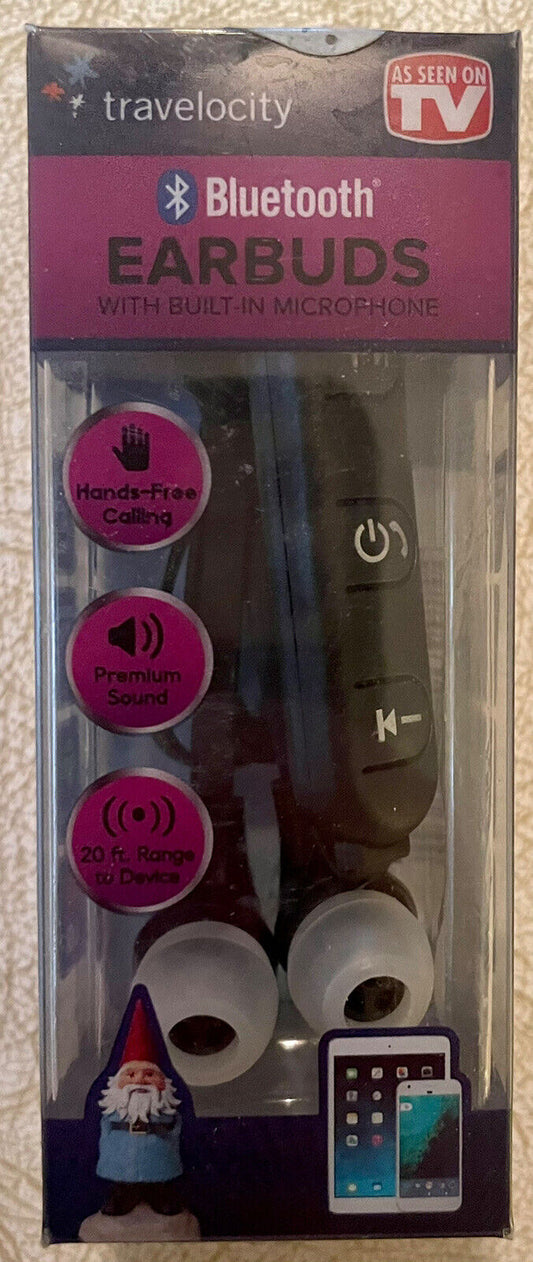 travelocity
AS SEEN ON
TV
Bluetooth®
EARBUDS
WITH BUILT-IN MICROPHONE
Hands-Free
Calling
Premium
Sound
20 ft. Range
to Device